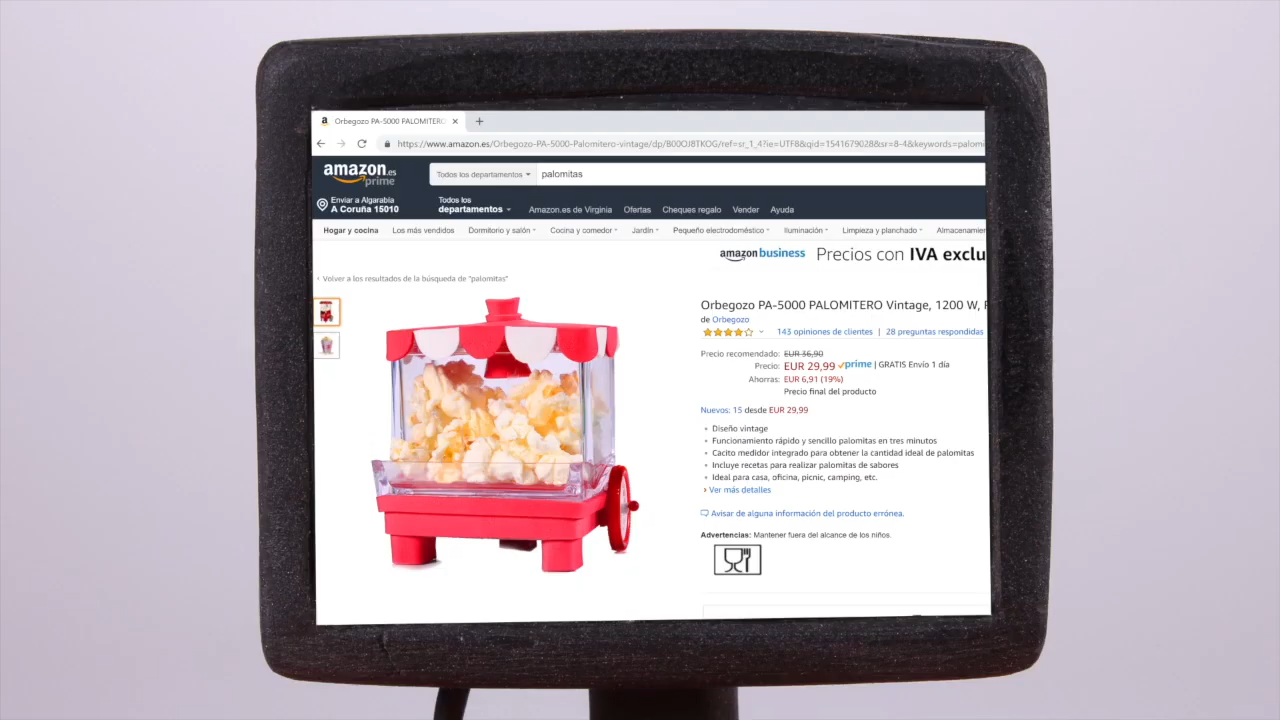 Orbegozo PA-5000 PALOMITERO
https://www.amazon.es/Orbegozo-PA-5000-Palomitero-vintage/dp/B00OJ8TKOG/ref=sr_1_4?ie=UTF8&qid=1541679028&sr=8-4&keywords=palom
amazon.es
prime
Todos los departamentos
palomitas
Enviar a Algarabía
A Coruña 15010
Todos los
departamentos
Amazon.es de Virginia Ofertas Cheques regalo Vender Ayuda
Hogar y cocina Los más vendidos Dormitorio y salón Cocina y comedor Jardín Pequeño electrodoméstico Iluminación Limpieza y planchado Almacenamien
amazon business Precios con IVA exclu
‹ Volver a los resultados de la búsqueda de "palomitas"
Orbegozo PA-5000 PALOMITERO Vintage, 1200 W,
de Orbegozo
143 opiniones de clientes | 28 preguntas respondidas
Precio recomendado: EUR 36,90
Precio: EUR 29,99 prime | GRATIS Envío 1 día
Ahorras: EUR 6,91 (19%)
Precio final del producto
Nuevos: 15 desde EUR 29,99
• Diseño vintage
• Funcionamiento rápido y sencillo palomitas en tres minutos
• Cacito medidor integrado para obtener la cantidad ideal de palomitas
• Incluye recetas para realizar palomitas de sabores
• Ideal para casa, oficina, picnic, camping, etc.
› Ver más detalles
Avisar de alguna información del producto errónea.
Advertencias: Mantener fuera del alcance de los niños.